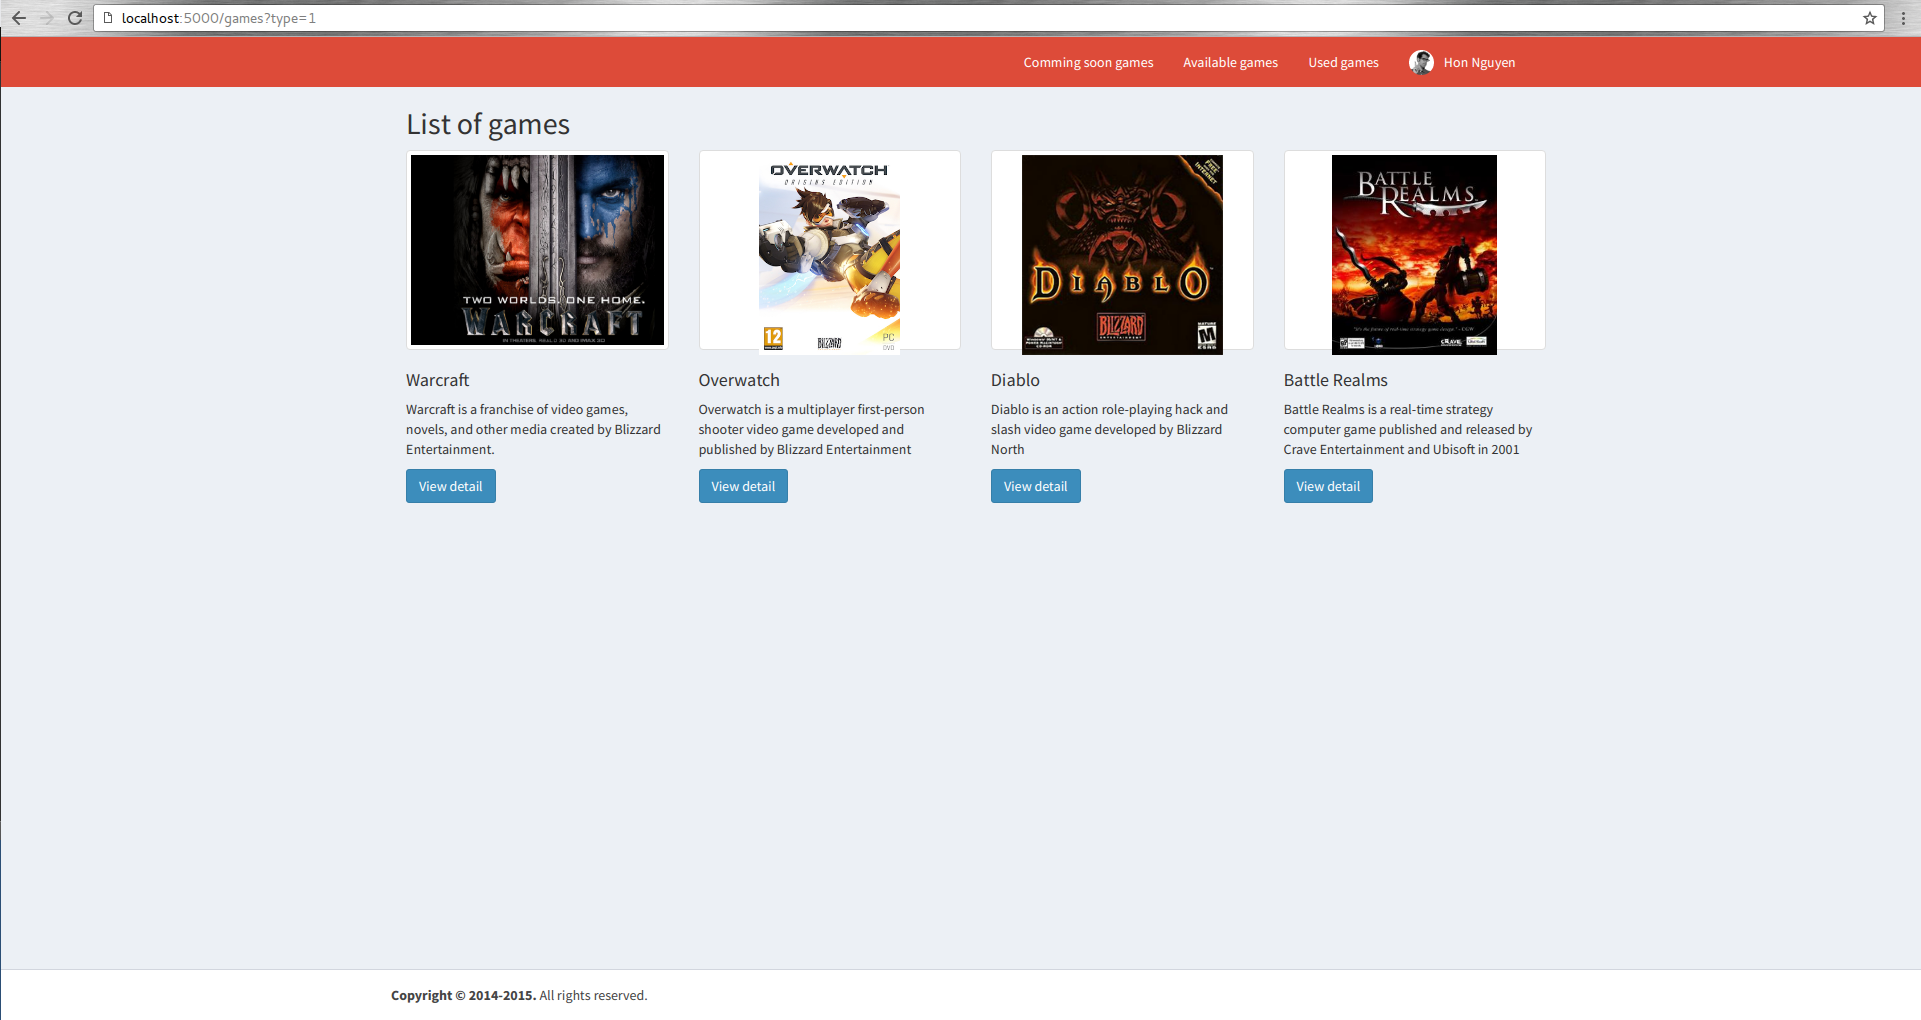 localhost:5000/games?type=1
Comming soon games Available games Used games Hon Nguyen
List of games
TWO WORLDS. ONE HOME.
WARCRAFT
OVERWATCH
ORIGINS EDITION
12
BLIZZARD
PC
DVD
DIABLO
BLIZZARD
ENTERTAINMENT
MATURE
M
BATTLE
REALMS
CRAVE
Warcraft
Warcraft is a franchise of video games,
novels, and other media created by Blizzard
Entertainment.
View detail
Overwatch
Overwatch is a multiplayer first-person
shooter video game developed and
published by Blizzard Entertainment
View detail
Diablo
Diablo is an action role-playing hack and
slash video game developed by Blizzard
North
View detail
Battle Realms
Battle Realms is a real-time strategy
computer game published and released by
Crave Entertainment and Ubisoft in 2001
View detail
Copyright © 2014-2015. All rights reserved.